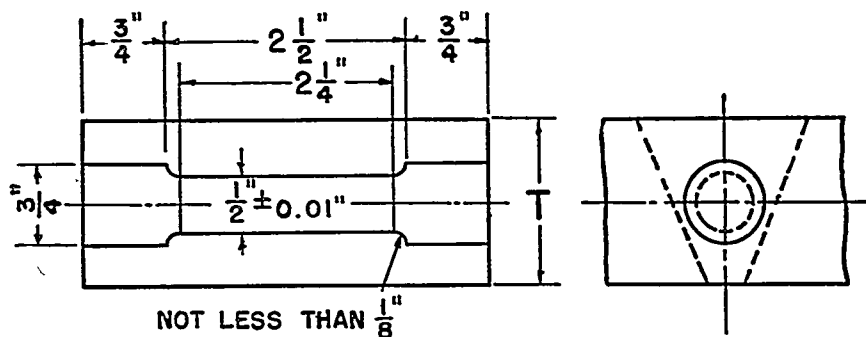 3/4"
2 1/2"
3/4"
2 1/4"
3/4"
1/2" ± 0.01"
T
NOT LESS THAN 1/8"